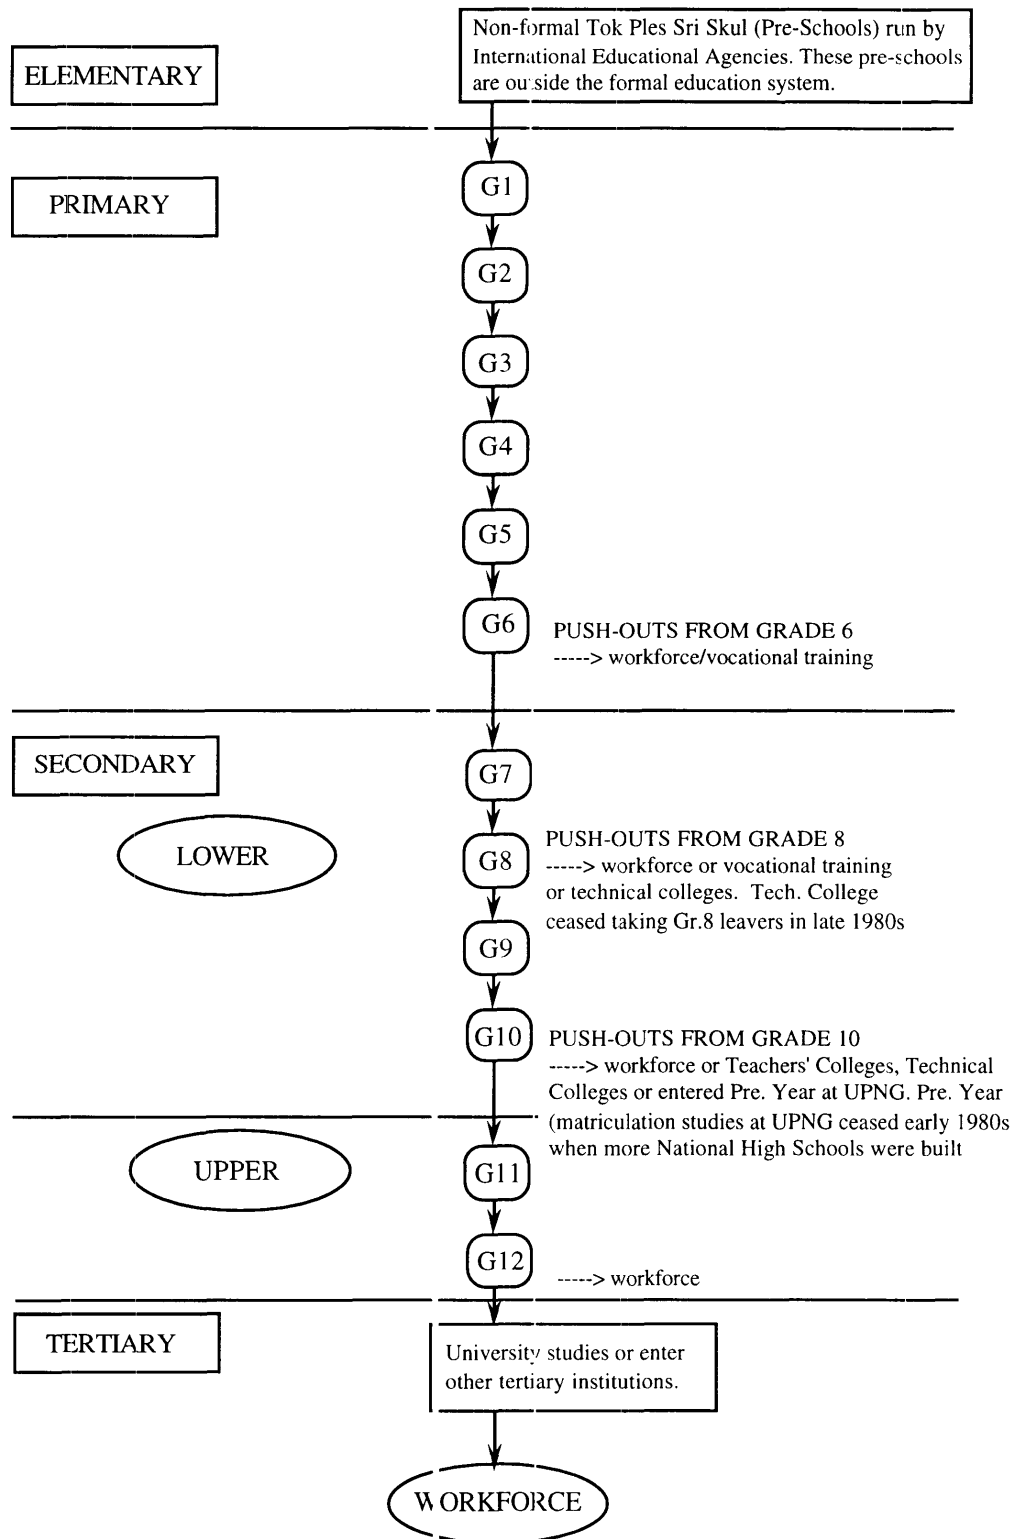 Non-formal Tok Ples Sri Skul (Pre-Schools) run by
ELEMENTARY
International Educational Agencies. These pre-schools
are outside the formal education system.
PRIMARY
G1
G2
G3
G4
G5
G6
PUSH-OUTS FROM GRADE 6
-----> workforce/vocational training
SECONDARY
G7
LOWER
G8
PUSH-OUTS FROM GRADE 8
-----> workforce or vocational training
or technical colleges. Tech. College
ceased taking Gr.8 leavers in late 1980s
G9
G10
PUSH-OUTS FROM GRADE 10
-----> workforce or Teachers' Colleges, Technical
Colleges or entered Pre. Year at UPNG. Pre. Year
(matriculation studies at UPNG ceased early 1980s
when more National High Schools were built
UPPER
G11
G12
-----> workforce
TERTIARY
University studies or enter
other tertiary institutions.
WORKFORCE